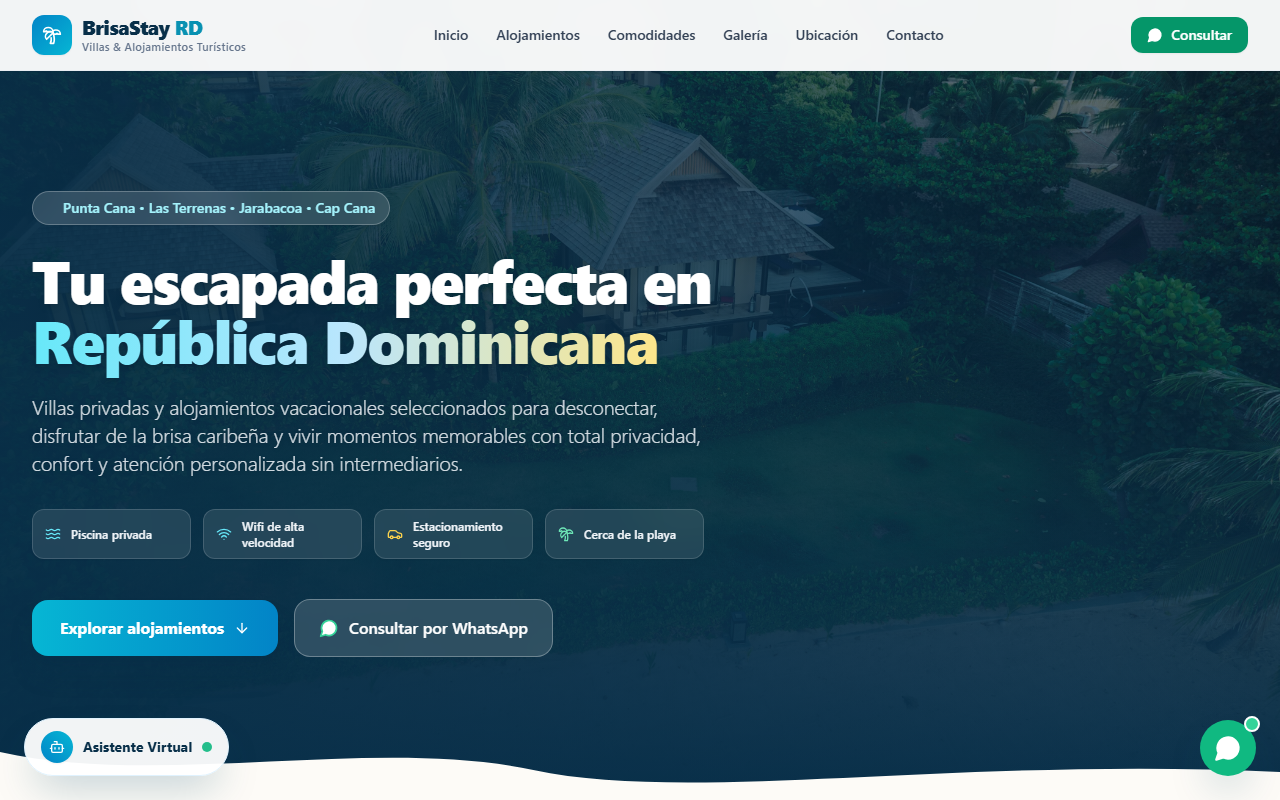 BrisaStay RD
Villas & Alojamientos Turísticos
Inicio
Alojamientos
Comodidades
Galería
Ubicación
Contacto
Consultar
Punta Cana • Las Terrenas • Jarabacoa • Cap Cana
Tu escapada perfecta en
República Dominicana
Villas privadas y alojamientos vacacionales seleccionados para desconectar,
disfrutar de la brisa caribeña y vivir momentos memorables con total privacidad,
confort y atención personalizada sin intermediarios.
Piscina privada
Wifi de alta
velocidad
Estacionamiento
seguro
Cerca de la playa
Explorar alojamientos
Consultar por WhatsApp
Asistente Virtual